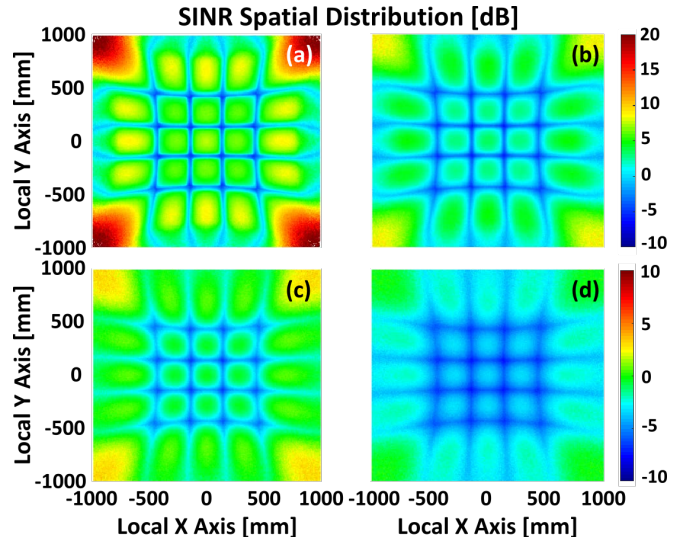 SINR Spatial Distribution [dB]
1000
500
0
-500
-1000
Local Y Axis [mm]
(a)
(b)
20
15
10
5
0
-5
-10
1000
500
0
-500
-1000
Local Y Axis [mm]
(c)
(d)
10
5
0
-5
-10
-1000 -500 0 500 1000
-1000 -500 0 500 1000
Local X Axis [mm]
Local X Axis [mm]